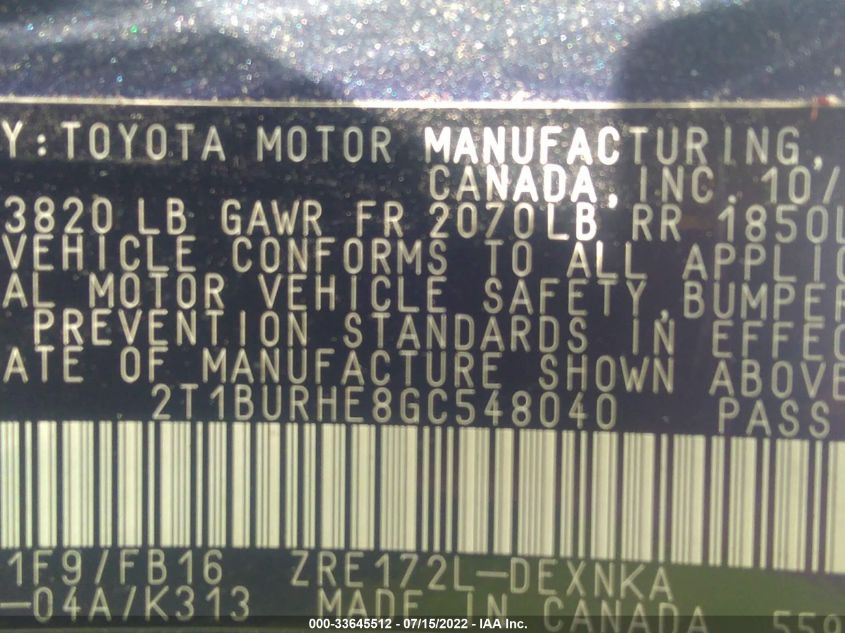 Y:TOYOTA MOTOR MANUFACTURING,
CANADA, INC. 10/
3820 LB GAWR FR 2070LB RR 1850L
VEHICLE CONFORMS TO ALL APPLIC
AL MOTOR VEHICLE SAFETY, BUMPER
PREVENTION STANDARDS IN EFFEC
ATE OF MANUFACTURE SHOWN ABOVE
2T1BURHE8GC548040 PASS
1F9/FB16 ZRE172L-DEXNKA
-04A/K313 MADE IN CANADA 559
000-33645512 - 07/15/2022 - IAA Inc.